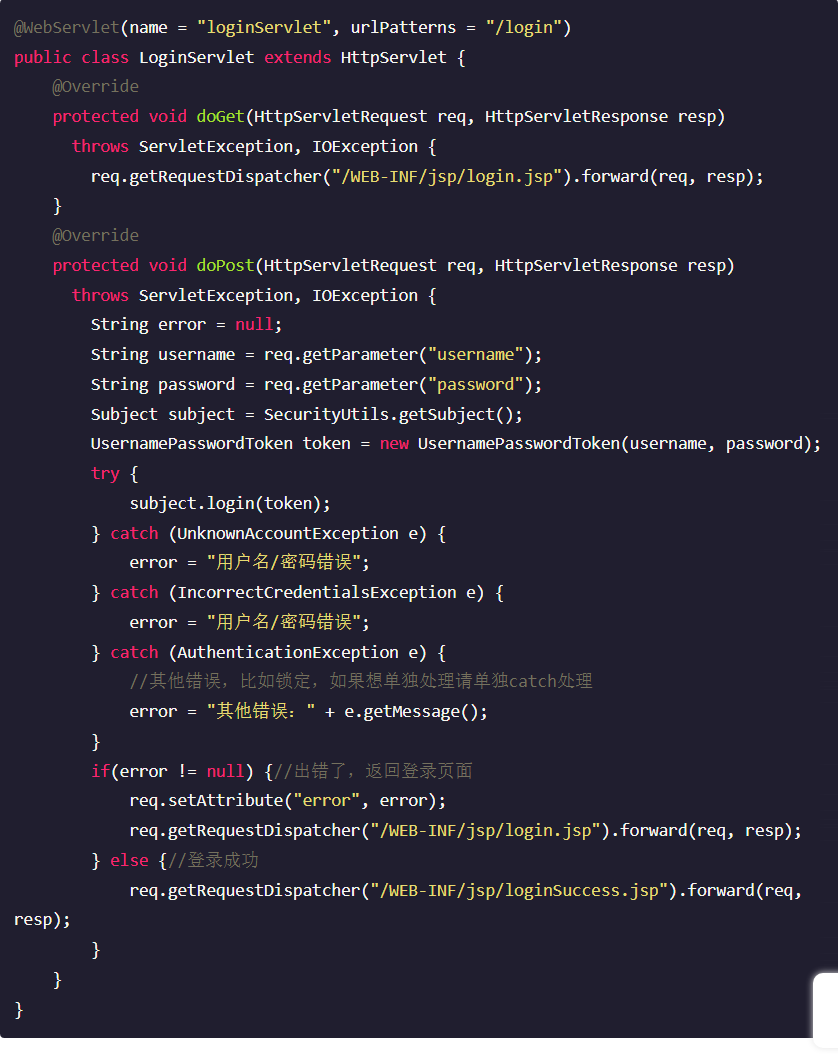 @WebServlet(name = "loginServlet", urlPatterns = "/login")
public class LoginServlet extends HttpServlet {
    @Override
    protected void doGet(HttpServletRequest req, HttpServletResponse resp)
      throws ServletException, IOException {
        req.getRequestDispatcher("/WEB-INF/jsp/login.jsp").forward(req, resp);
    }
    @Override
    protected void doPost(HttpServletRequest req, HttpServletResponse resp)
      throws ServletException, IOException {
        String error = null;
        String username = req.getParameter("username");
        String password = req.getParameter("password");
        Subject subject = SecurityUtils.getSubject();
        UsernamePasswordToken token = new UsernamePasswordToken(username, password);
        try {
            subject.login(token);
        } catch (UnknownAccountException e) {
            error = "用户名/密码错误";
        } catch (IncorrectCredentialsException e) {
            error = "用户名/密码错误";
        } catch (AuthenticationException e) {
            //其他错误，比如锁定，如果想单独处理请单独catch处理
            error = "其他错误：" + e.getMessage();
        }
        if(error != null) {//出错了，返回登录页面
            req.setAttribute("error", error);
            req.getRequestDispatcher("/WEB-INF/jsp/login.jsp").forward(req, resp);
        } else {//登录成功
            req.getRequestDispatcher("/WEB-INF/jsp/loginSuccess.jsp").forward(req,
resp);
        }
    }
}